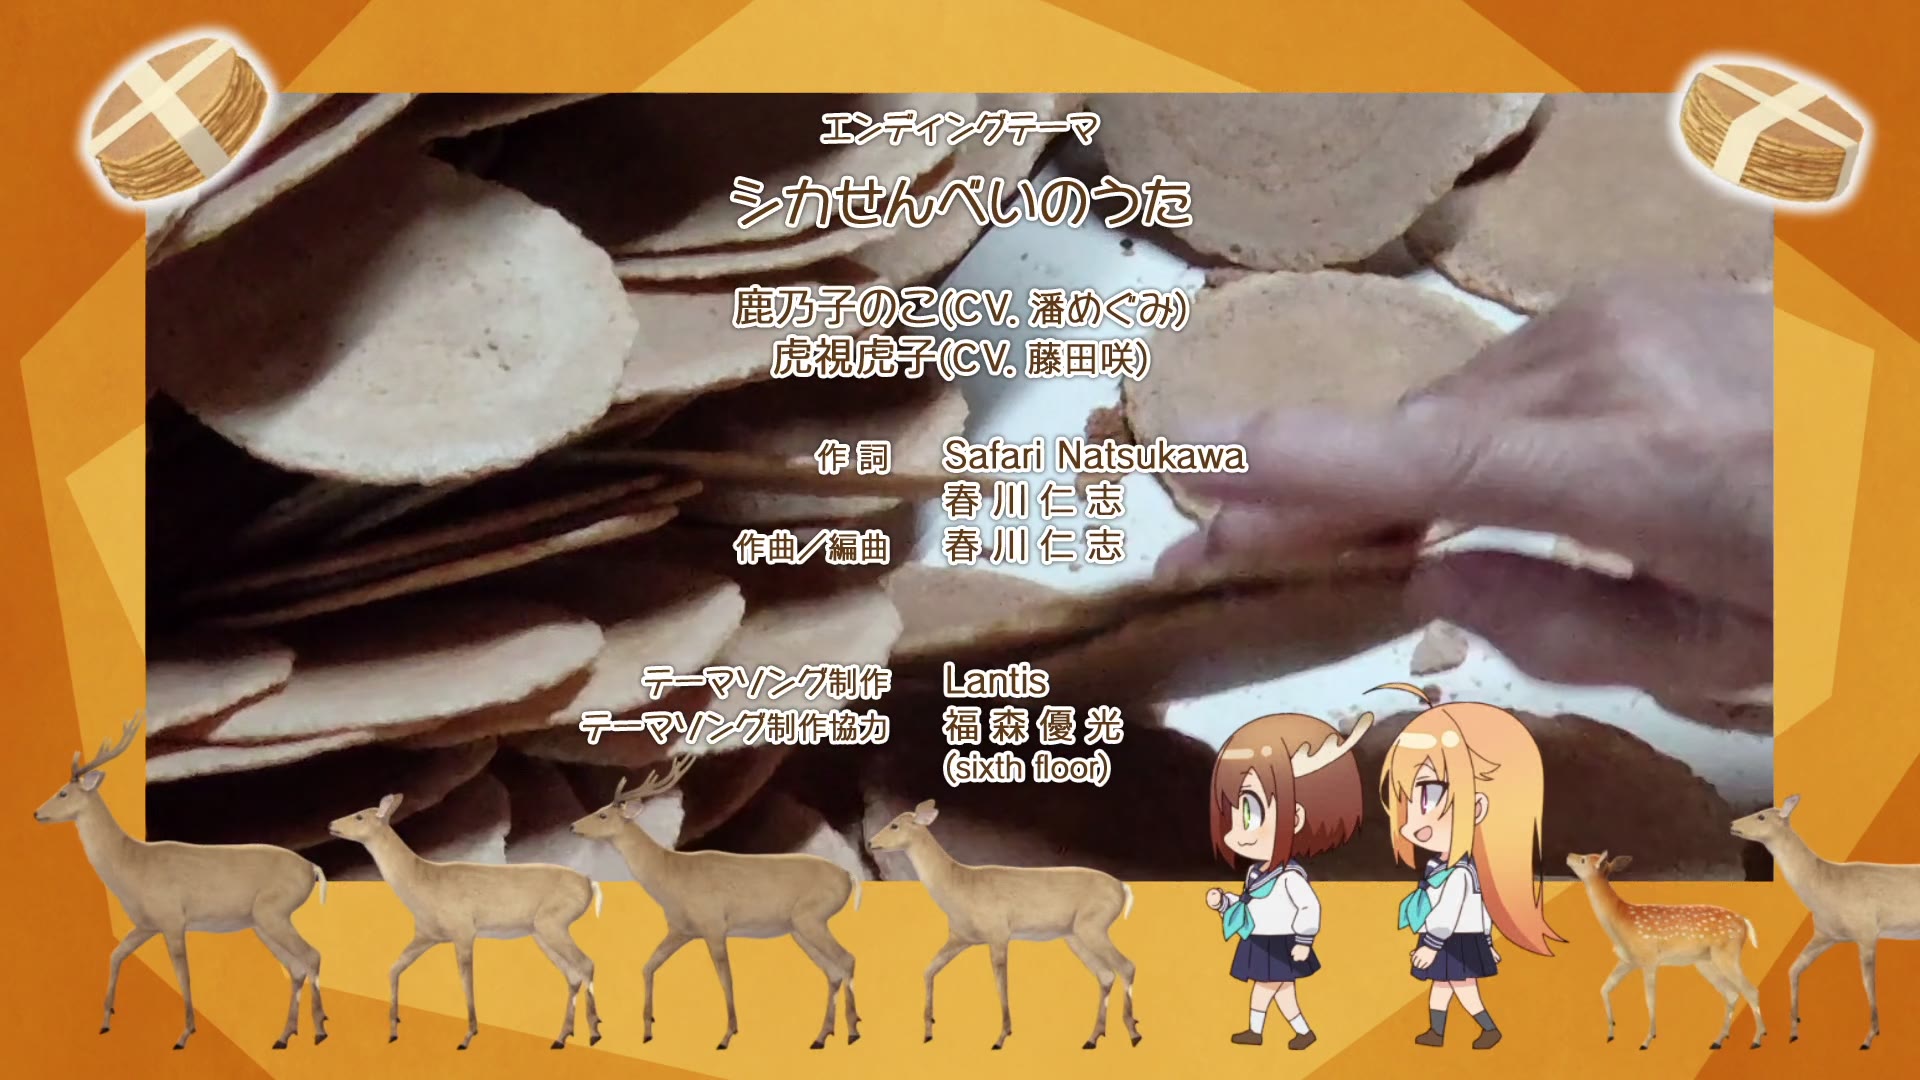 エンディングテーマ
シカせんべいのうた
鹿乃子のこ(CV. 潘めぐみ)
虎視虎子(CV. 藤田咲)
作 詞 Safari Natsukawa
春 川 仁 志
作曲／編曲 春 川 仁 志
テーマソング制作 Lantis
テーマソング制作協力 福 森 優 光
(sixth floor)